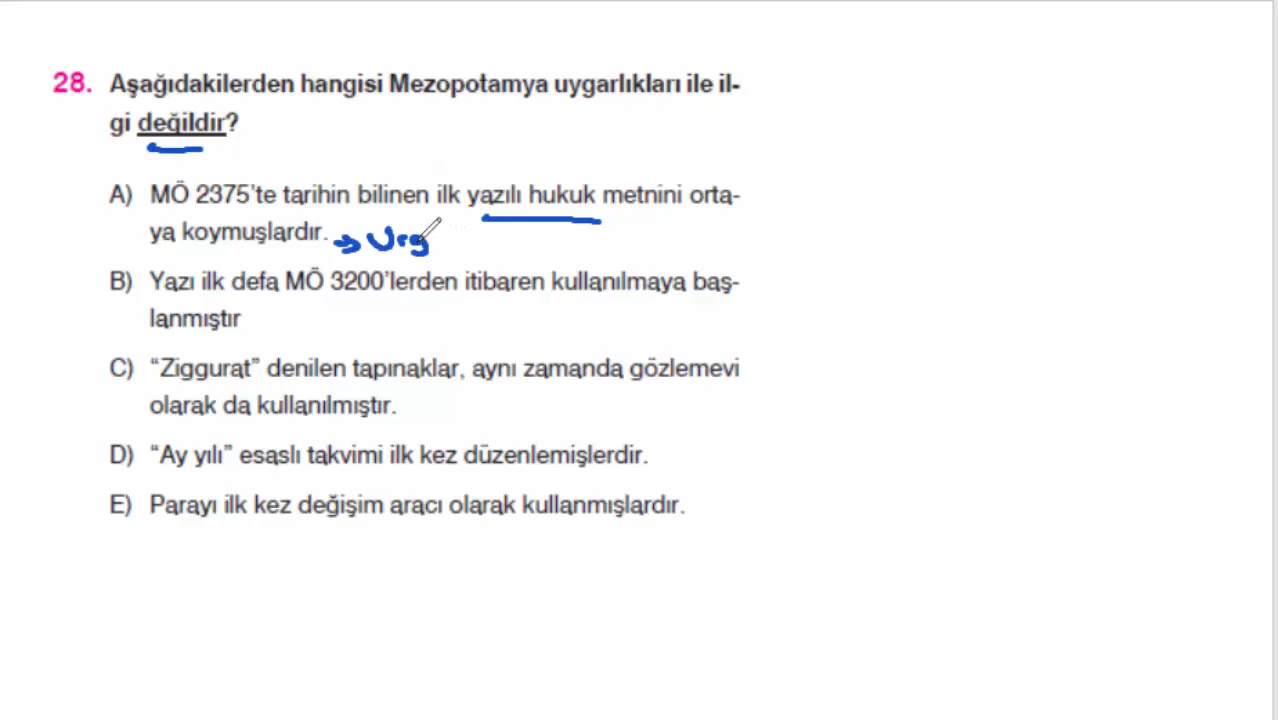 28. Aşağıdakilerden hangisi Mezopotamya uygarlıkları ile il-
gi değildir?
A) MÖ 2375'te tarihin bilinen ilk yazılı hukuk metnini orta-
ya koymuşlardır. → Urg
B) Yazı ilk defa MÖ 3200'lerden itibaren kullanılmaya baş-
lanmıştır
C) “Ziggurat” denilen tapınaklar, aynı zamanda gözlemevi
olarak da kullanılmıştır.
D) “Ay yılı” esaslı takvimi ilk kez düzenlemişlerdir.
E) Parayı ilk kez değişim aracı olarak kullanmışlardır.